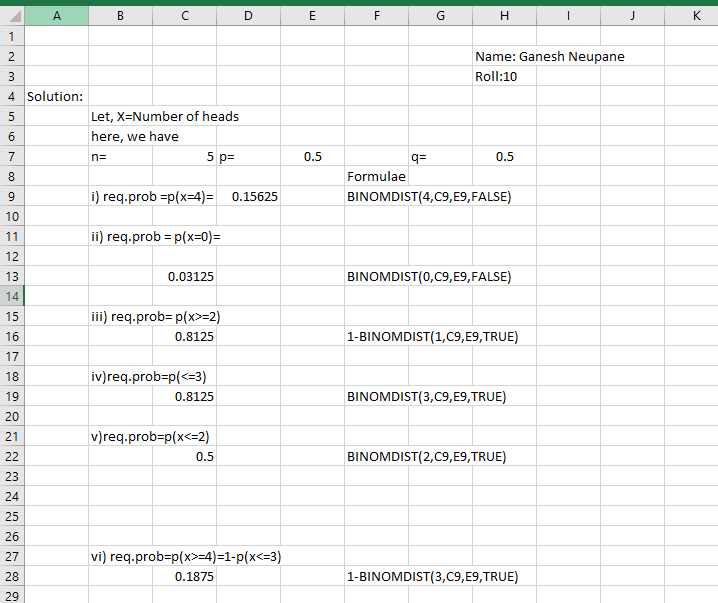 A B C D E F G H I J K
1
2 Name: Ganesh Neupane
3 Roll:10
4 Solution:
5 Let, X=Number of heads
6 here, we have
7 n= 5 p= 0.5 q= 0.5
8 Formulae
9 i) req.prob =p(x=4)= 0.15625 BINOMDIST(4,C9,E9,FALSE)
10
11 ii) req.prob = p(x=0)=
12
13 0.03125 BINOMDIST(0,C9,E9,FALSE)
14
15 iii) req.prob= p(x>=2)
16 0.8125 1-BINOMDIST(1,C9,E9,TRUE)
17
18 iv)req.prob=p(<=3)
19 0.8125 BINOMDIST(3,C9,E9,TRUE)
20
21 v)req.prob=p(x<=2)
22 0.5 BINOMDIST(2,C9,E9,TRUE)
23
24
25
26
27 vi) req.prob=p(x>=4)=1-p(x<=3)
28 0.1875 1-BINOMDIST(3,C9,E9,TRUE)
29